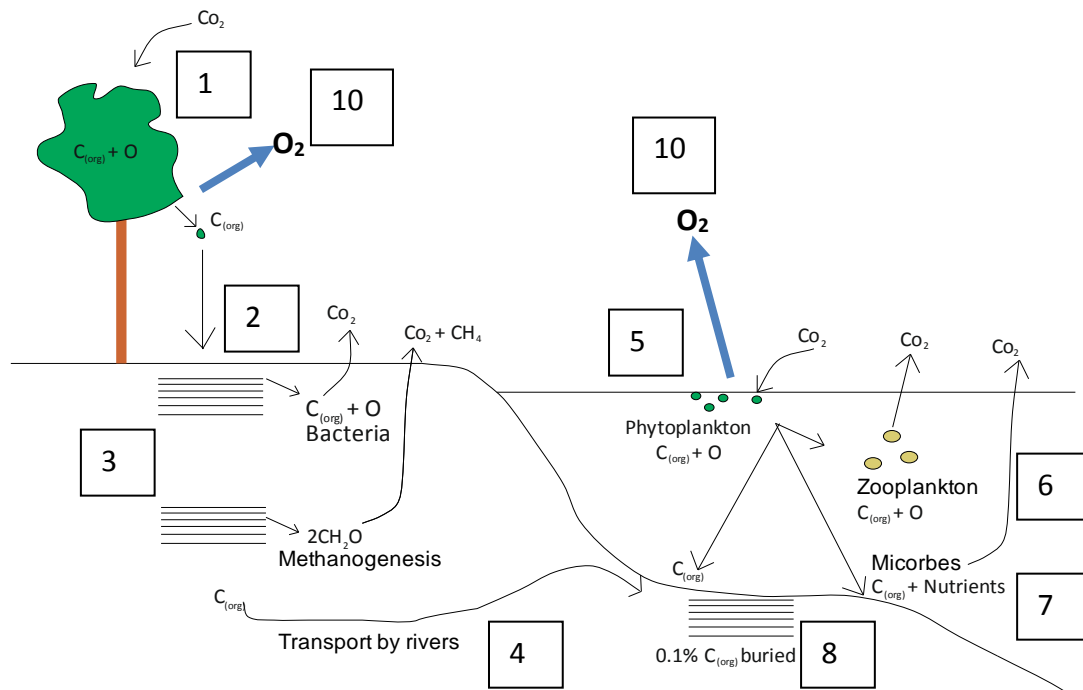 Co2
1
10
C(org) + O
O2
C(org)
2
Co2
Co2 + CH4
C(org) + O
Bacteria
3
2CH2O
Methanogenesis
C(org)
Transport by rivers
4
10
O2
5
Co2
Co2
Co2
Phytoplankton
C(org) + O
Zooplankton
C(org) + O
6
C(org)
Micorbes
C(org) + Nutrients
7
0.1% C(org) buried
8